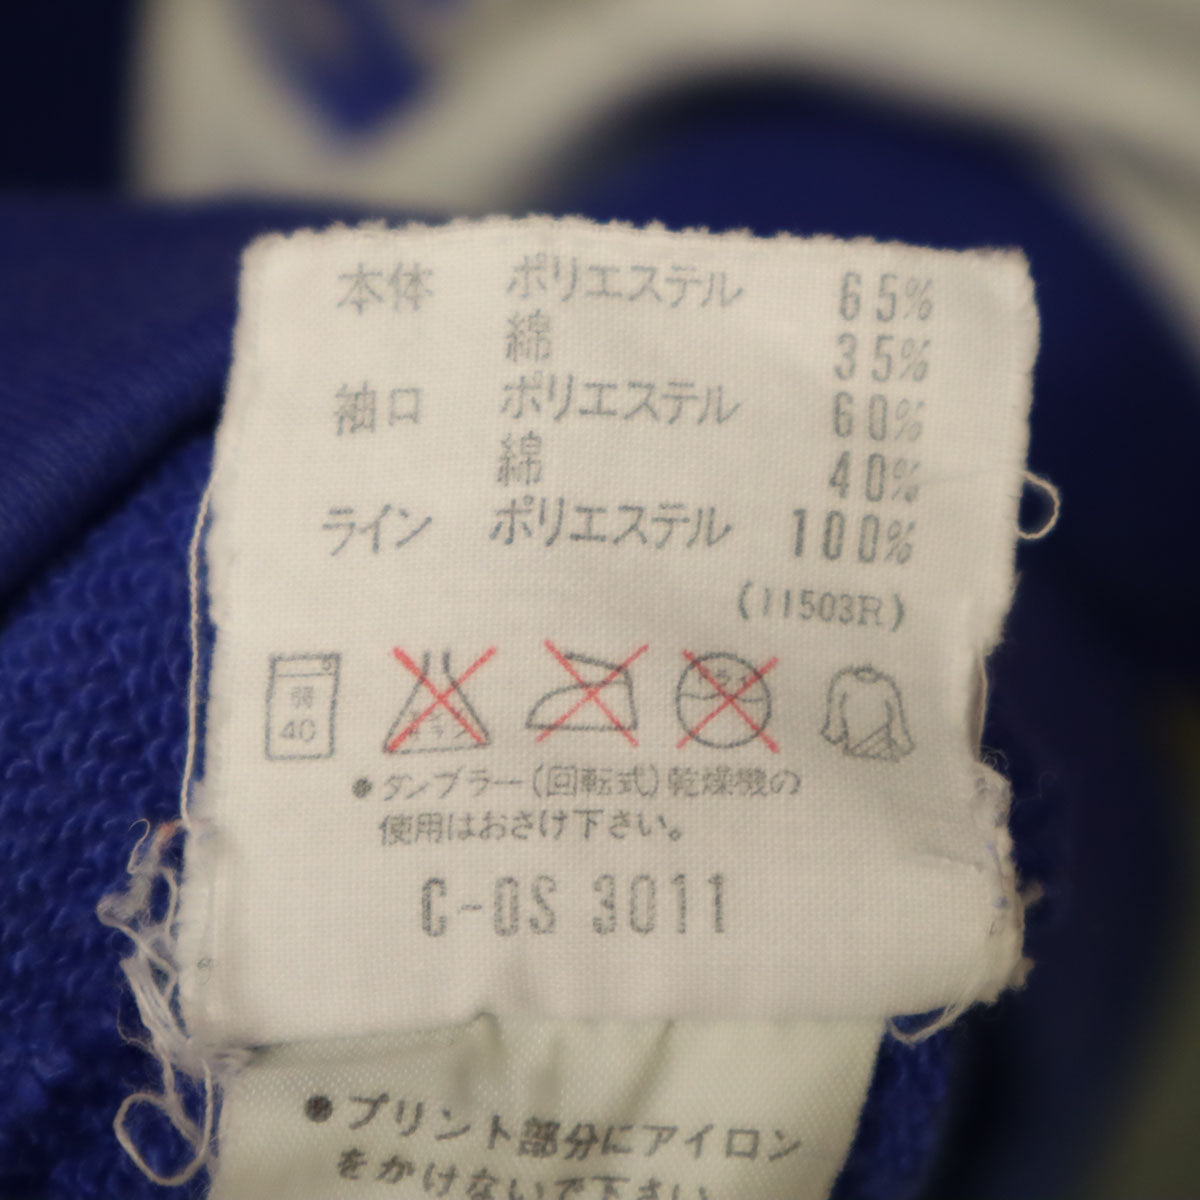 本体 ポリエステル 65%
綿 35%
袖口 ポリエステル 60%
綿 40%
ライン ポリエステル 100%
(11503R)
弱
40
●タンブラー(回転式)乾燥機の
使用はおさけ下さい。
C-OS 3011
●プリント部分にアイロン
をかけないで下さい。